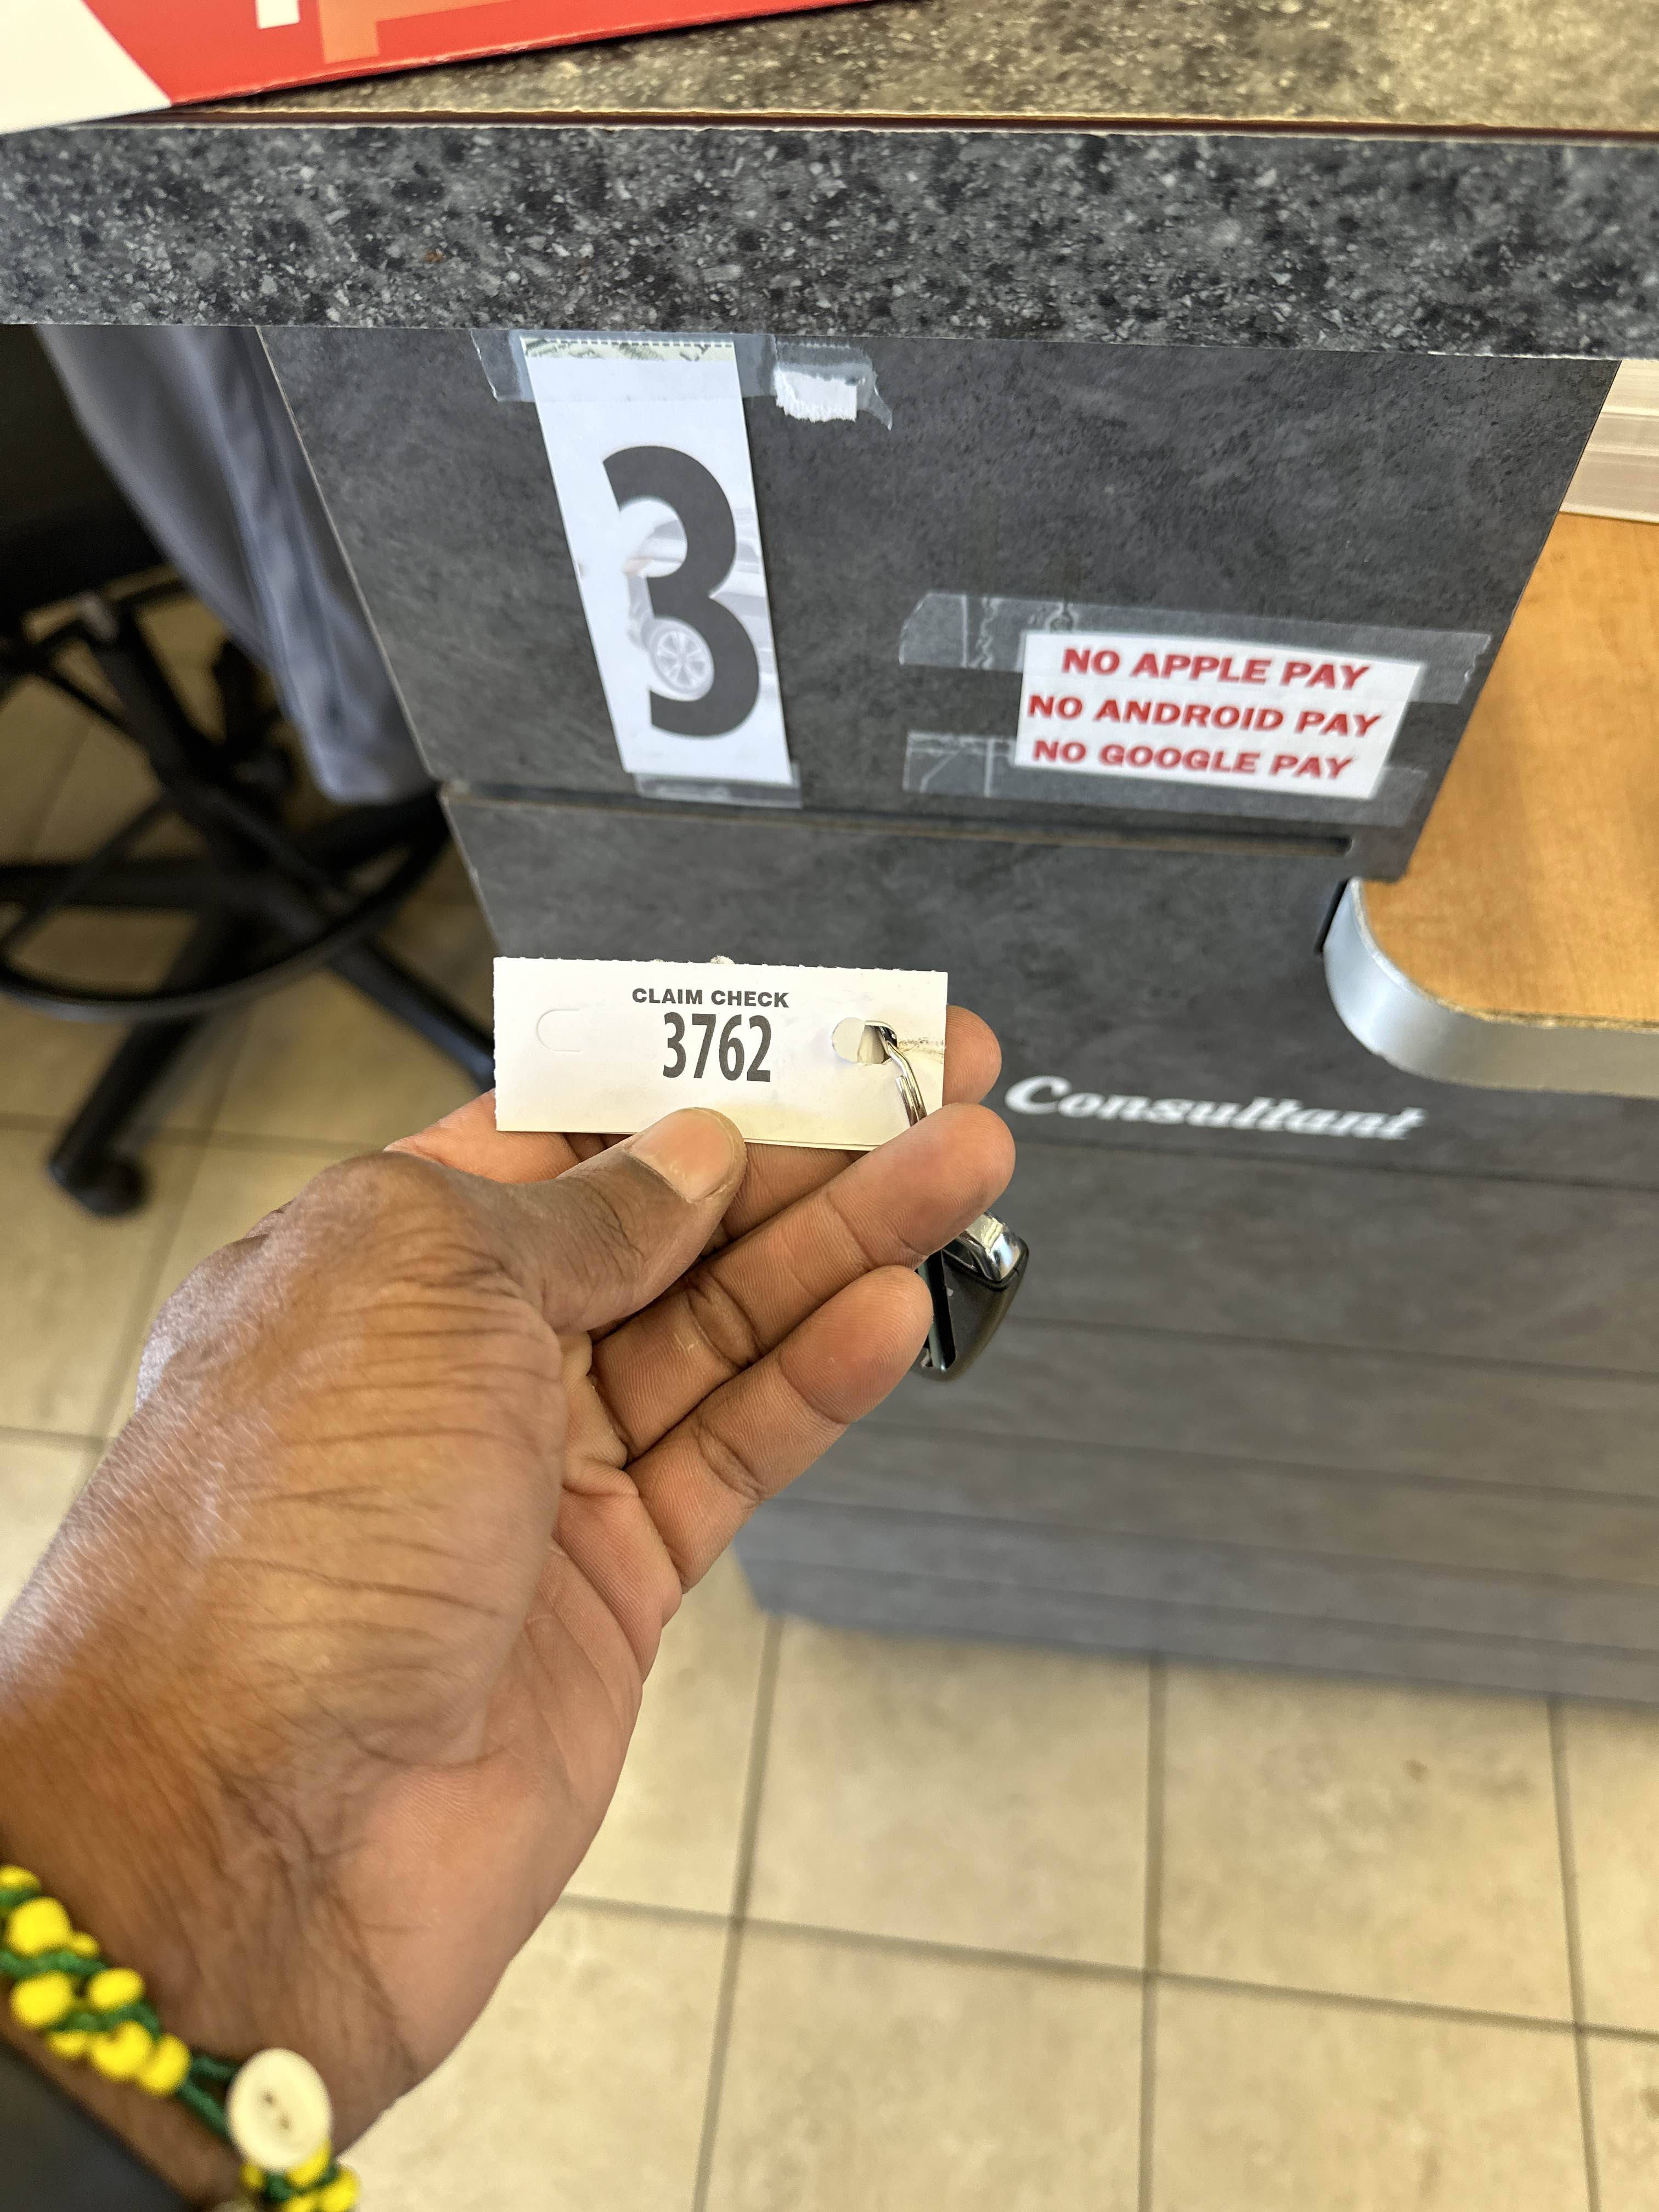 3
NO APPLE PAY
NO ANDROID PAY
NO GOOGLE PAY
CLAIM CHECK
3762
Consultant